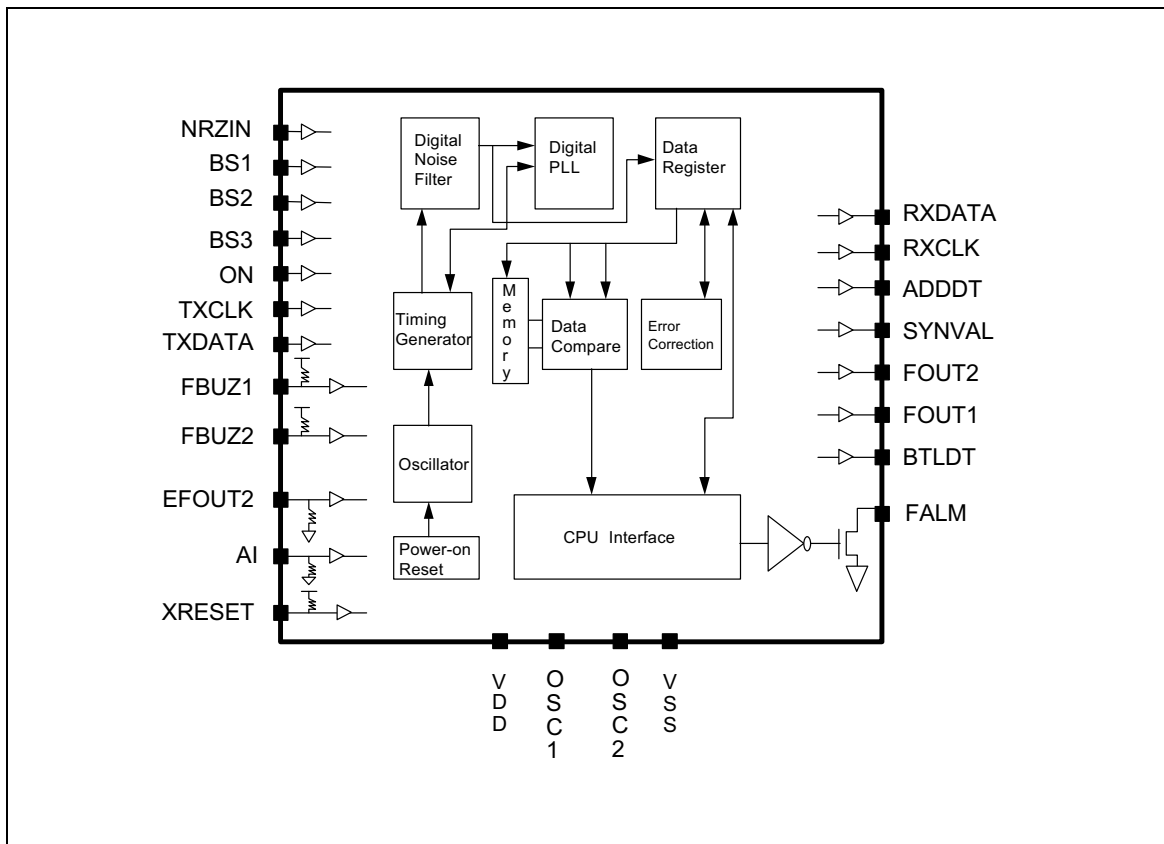 NRZIN
BS1
BS2
BS3
ON
TXCLK
TXDATA
FBUZ1
FBUZ2
EFOUT2
AI
XRESET
Digital
Noise
Filter
Digital
PLL
Data
Register
Timing
Generator
Memory
Data
Compare
Error
Correction
Oscillator
Power-on
Reset
CPU Interface
RXDATA
RXCLK
ADDDT
SYNVAL
FOUT2
FOUT1
BTLDT
FALM
VDD
OSC1
OSC2
VSS